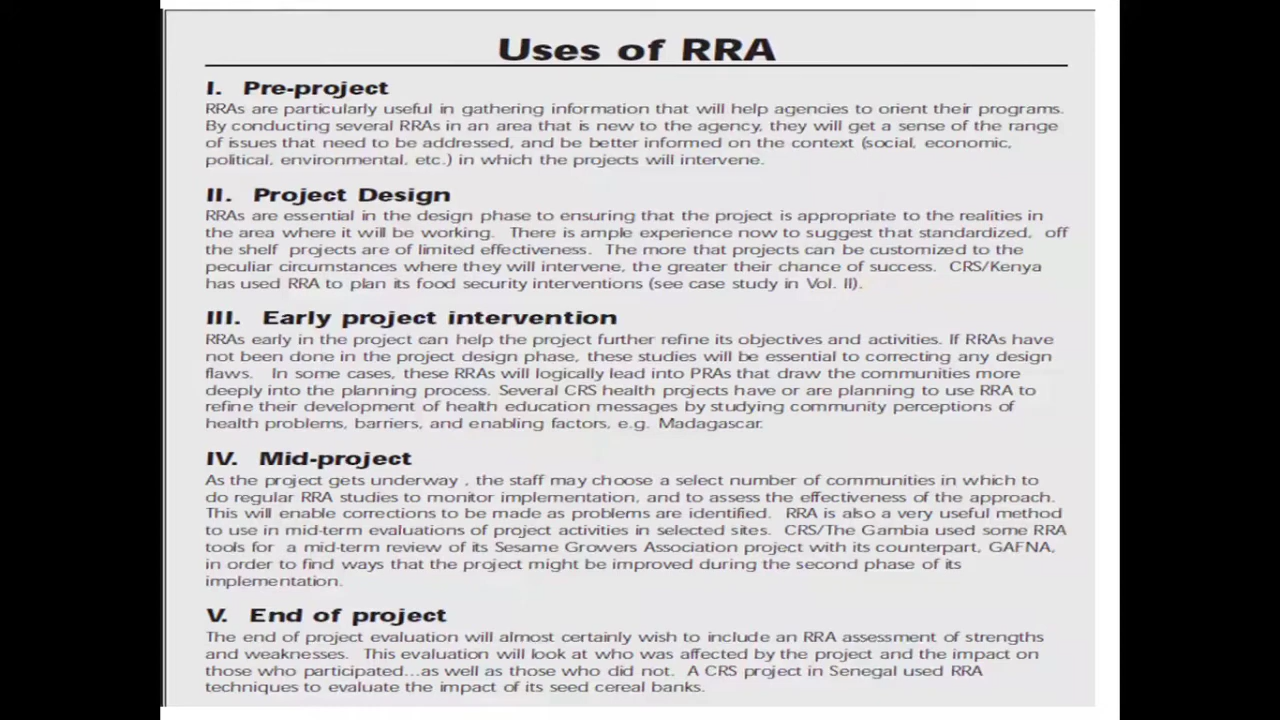 Uses of RRA
I. Pre-project
RRAs are particularly useful in gathering information that will help agencies to orient their programs.
By conducting several RRAs in an area that is new to the agency, they will get a sense of the range
of issues that need to be addressed, and be better informed on the context (social, economic,
political, environmental, etc.) in which the projects will intervene.
II. Project Design
RRAs are essential in the design phase to ensuring that the project is appropriate to the realities in
the area where it will be working. There is ample experience now to suggest that standardized, off
the shelf projects are of limited effectiveness. The more that projects can be customized to the
peculiar circumstances where they will intervene, the greater their chance of success. CRS/Kenya
has used RRA to plan its food security interventions (see case study in Vol. II).
III. Early project intervention
RRAs early in the project can help the project further refine its objectives and activities. If RRAs have
not been done in the project design phase, these studies will be essential to correcting any design
flaws. In some cases, these RRAs will logically lead into PRAs that draw the communities more
deeply into the planning process. Several CRS health projects have or are planning to use RRA to
refine their development of health education messages by studying community perceptions of
health problems, barriers, and enabling factors, e.g. Madagascar.
IV. Mid-project
As the project gets underway , the staff may choose a select number of communities in which to
do regular RRA studies to monitor implementation, and to assess the effectiveness of the approach.
This will enable corrections to be made as problems are identified. RRA is also a very useful method
to use in mid-term evaluations of project activities in selected sites. CRS/The Gambia used some RRA
tools for a mid-term review of its Sesame Growers Association project with its counterpart, GAFNA,
in order to find ways that the project might be improved during the second phase of its
implementation.
V. End of project
The end of project evaluation will almost certainly wish to include an RRA assessment of strengths
and weaknesses. This evaluation will look at who was affected by the project and the impact on
those who participated...as well as those who did not. A CRS project in Senegal used RRA
techniques to evaluate the impact of its seed cereal banks.